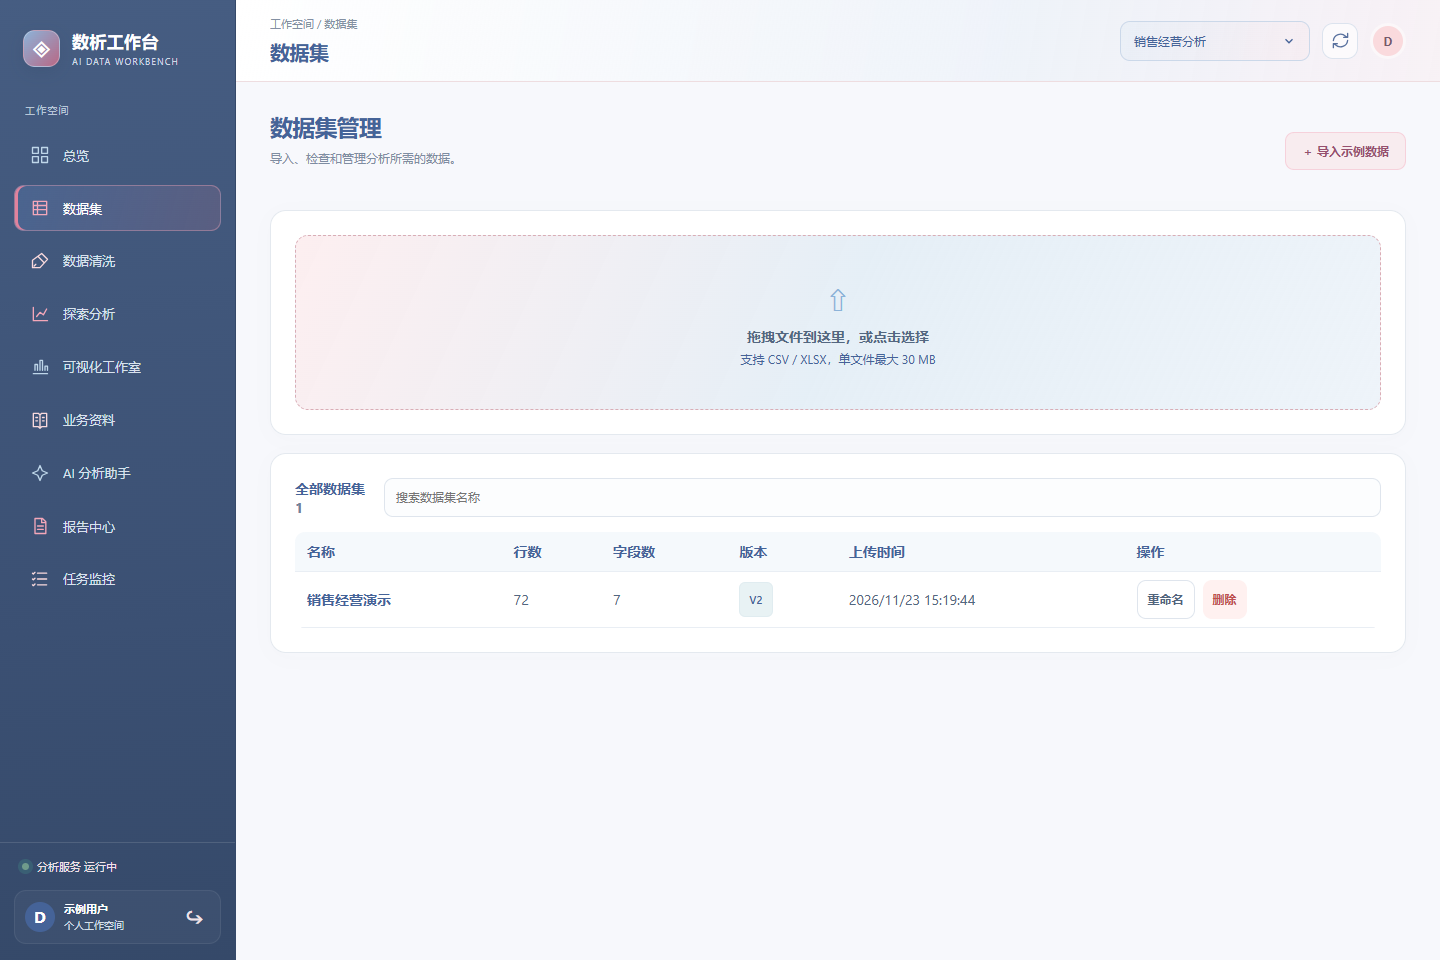 数析工作台
AI DATA WORKBENCH
工作空间
总览
数据集
数据清洗
探索分析
可视化工作室
业务资料
AI 分析助手
报告中心
任务监控
分析服务 运行中
D
示例用户
个人工作空间
工作空间 / 数据集
数据集
销售经营分析
D
数据集管理
导入、检查和管理分析所需的数据。
+ 导入示例数据
拖拽文件到这里，或点击选择
支持 CSV / XLSX，单文件最大 30 MB
全部数据集
1
搜索数据集名称
名称 行数 字段数 版本 上传时间 操作
销售经营演示 72 7 V2 2026/11/23 15:19:44 重命名 删除